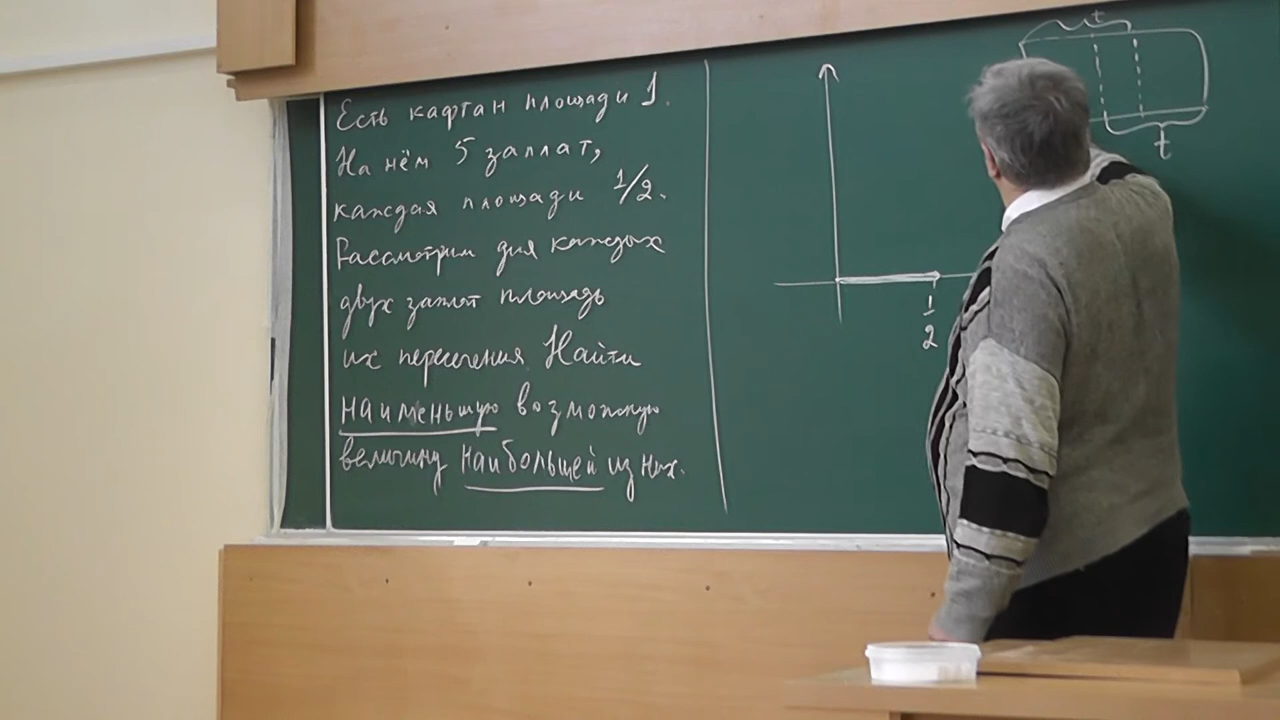 Есть кафтан площади 1.
На нём 5 заплат,
каждая площади 1/2.
Рассмотрим для каждых
двух заплат площадь
их пересечения Найти
наименьшую возможную
величину наибольшей из них.
t
t
1
2